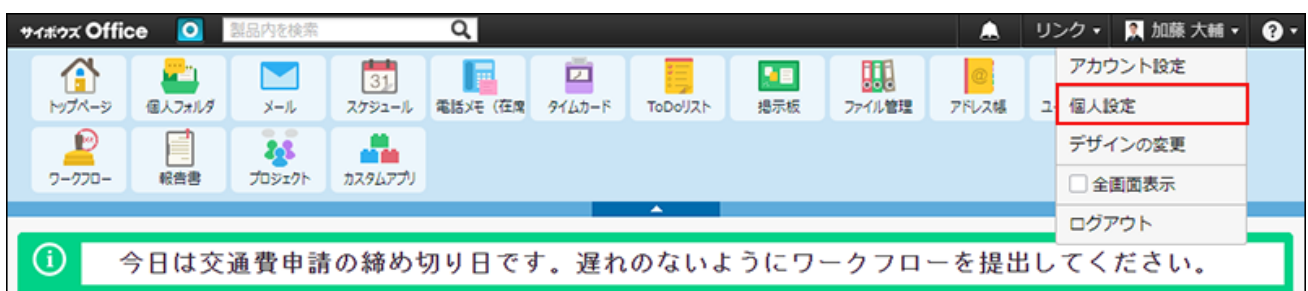 サイボウズ Office 製品内を検索 リンク 加藤 大輔 ?
トップページ 個人フォルダ メール スケジュール 電話メモ（在席 タイムカード ToDoリスト 掲示板 ファイル管理 アドレス帳 ユ
31
@
ワークフロー 報告書 プロジェクト カスタムアプリ
アカウント設定
個人設定
デザインの変更
全画面表示
ログアウト
今日は交通費申請の締め切り日です。遅れのないようにワークフローを提出してください。